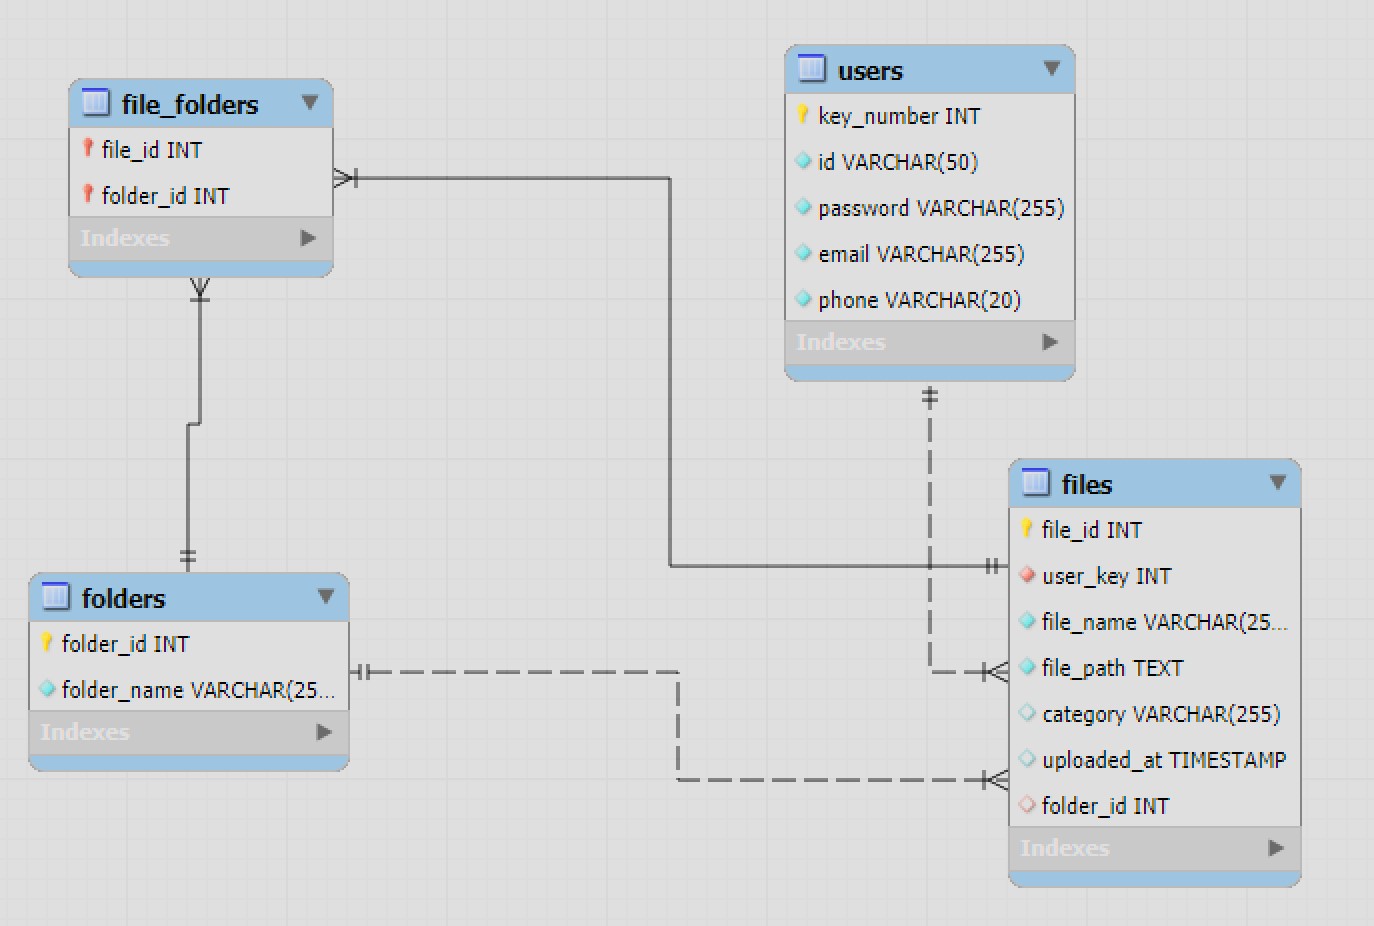 file_folders
file_id INT
folder_id INT
Indexes
users
key_number INT
id VARCHAR(50)
password VARCHAR(255)
email VARCHAR(255)
phone VARCHAR(20)
Indexes
folders
folder_id INT
folder_name VARCHAR(25...
Indexes
files
file_id INT
user_key INT
file_name VARCHAR(25...
file_path TEXT
category VARCHAR(255)
uploaded_at TIMESTAMP
folder_id INT
Indexes